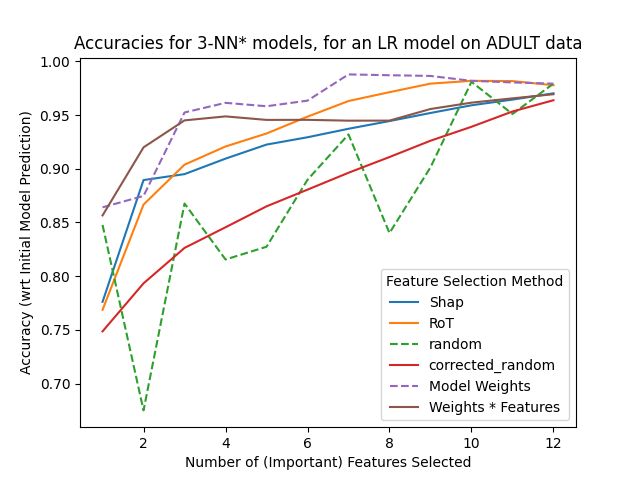 Accuracies for 3-NN* models, for an LR model on ADULT data
Accuracy (wrt Initial Model Prediction)
1.00
0.95
0.90
0.85
0.80
0.75
0.70
Feature Selection Method
Shap
RoT
random
corrected_random
Model Weights
Weights * Features
2
4
6
8
10
12
Number of (Important) Features Selected